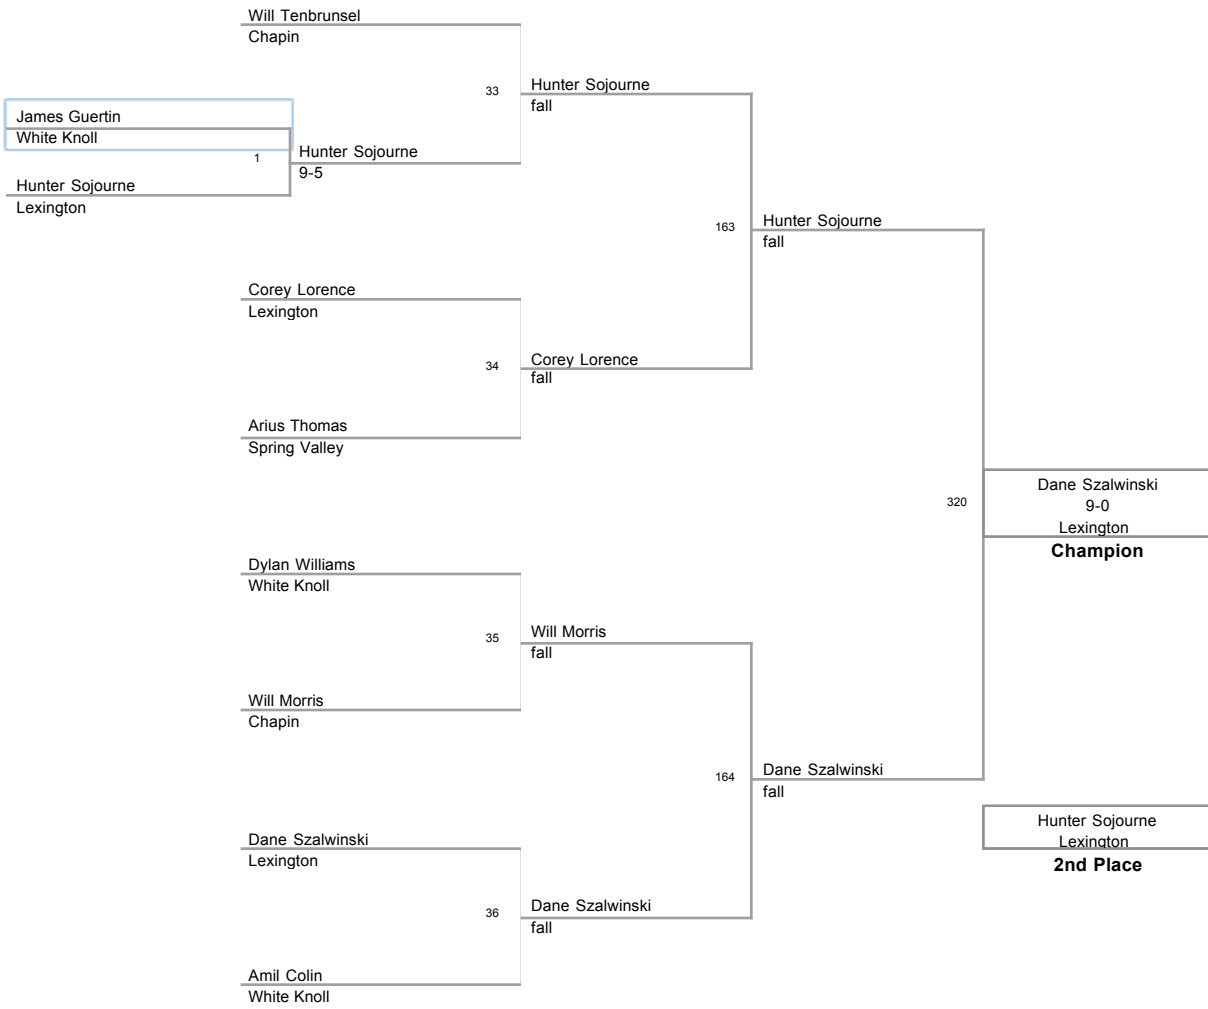 Will Tenbrunsel
Chapin
33
Hunter Sojourne
fall
James Guertin
White Knoll
1
Hunter Sojourne
9-5
Hunter Sojourne
Lexington
163
Hunter Sojourne
fall
Corey Lorence
Lexington
34
Corey Lorence
fall
Arius Thomas
Spring Valley
320
Dane Szalwinski
9-0
Lexington
Champion
Dylan Williams
White Knoll
35
Will Morris
fall
Will Morris
Chapin
164
Dane Szalwinski
fall
Hunter Sojourne
Lexington
2nd Place
Dane Szalwinski
Lexington
36
Dane Szalwinski
fall
Amil Colin
White Knoll